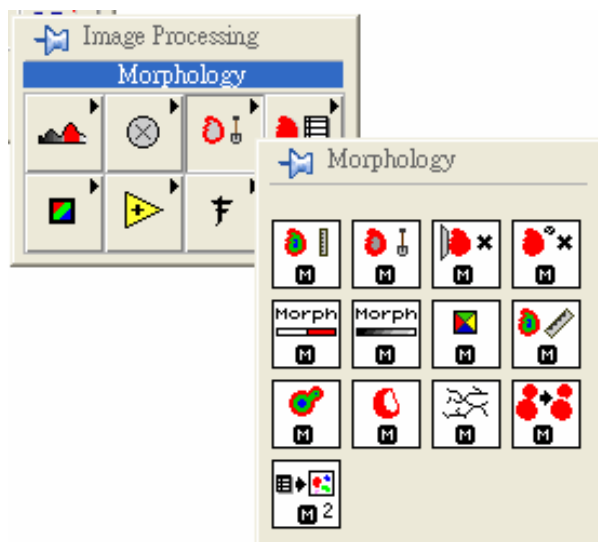 Image Processing
Morphology
Morphology
M M M M
Morph Morph
M M M M
M M M M
M 2